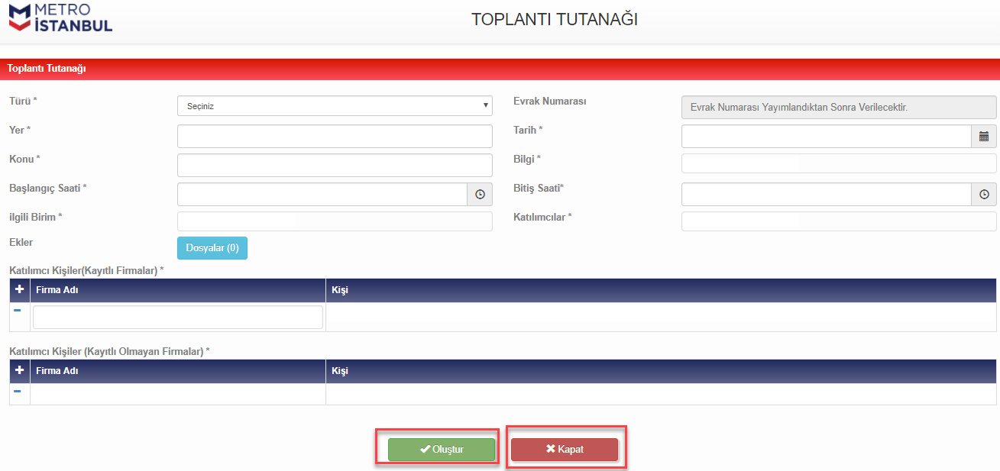 METRO
İSTANBUL
TOPLANTI TUTANAĞI
Toplantı Tutanağı
Türü *
Seçiniz
Evrak Numarası
Evrak Numarası Yayımlandıktan Sonra Verilecektir.
Yer *
Tarih *
Konu *
Bilgi *
Başlangıç Saati *
Bitiş Saati*
ilgili Birim *
Katılımcılar *
Ekler
Dosyalar (0)
Katılımcı Kişiler(Kayıtlı Firmalar) *
Firma Adı
Kişi
Katılımcı Kişiler (Kayıtlı Olmayan Firmalar) *
Firma Adı
Kişi
Oluştur
Kapat